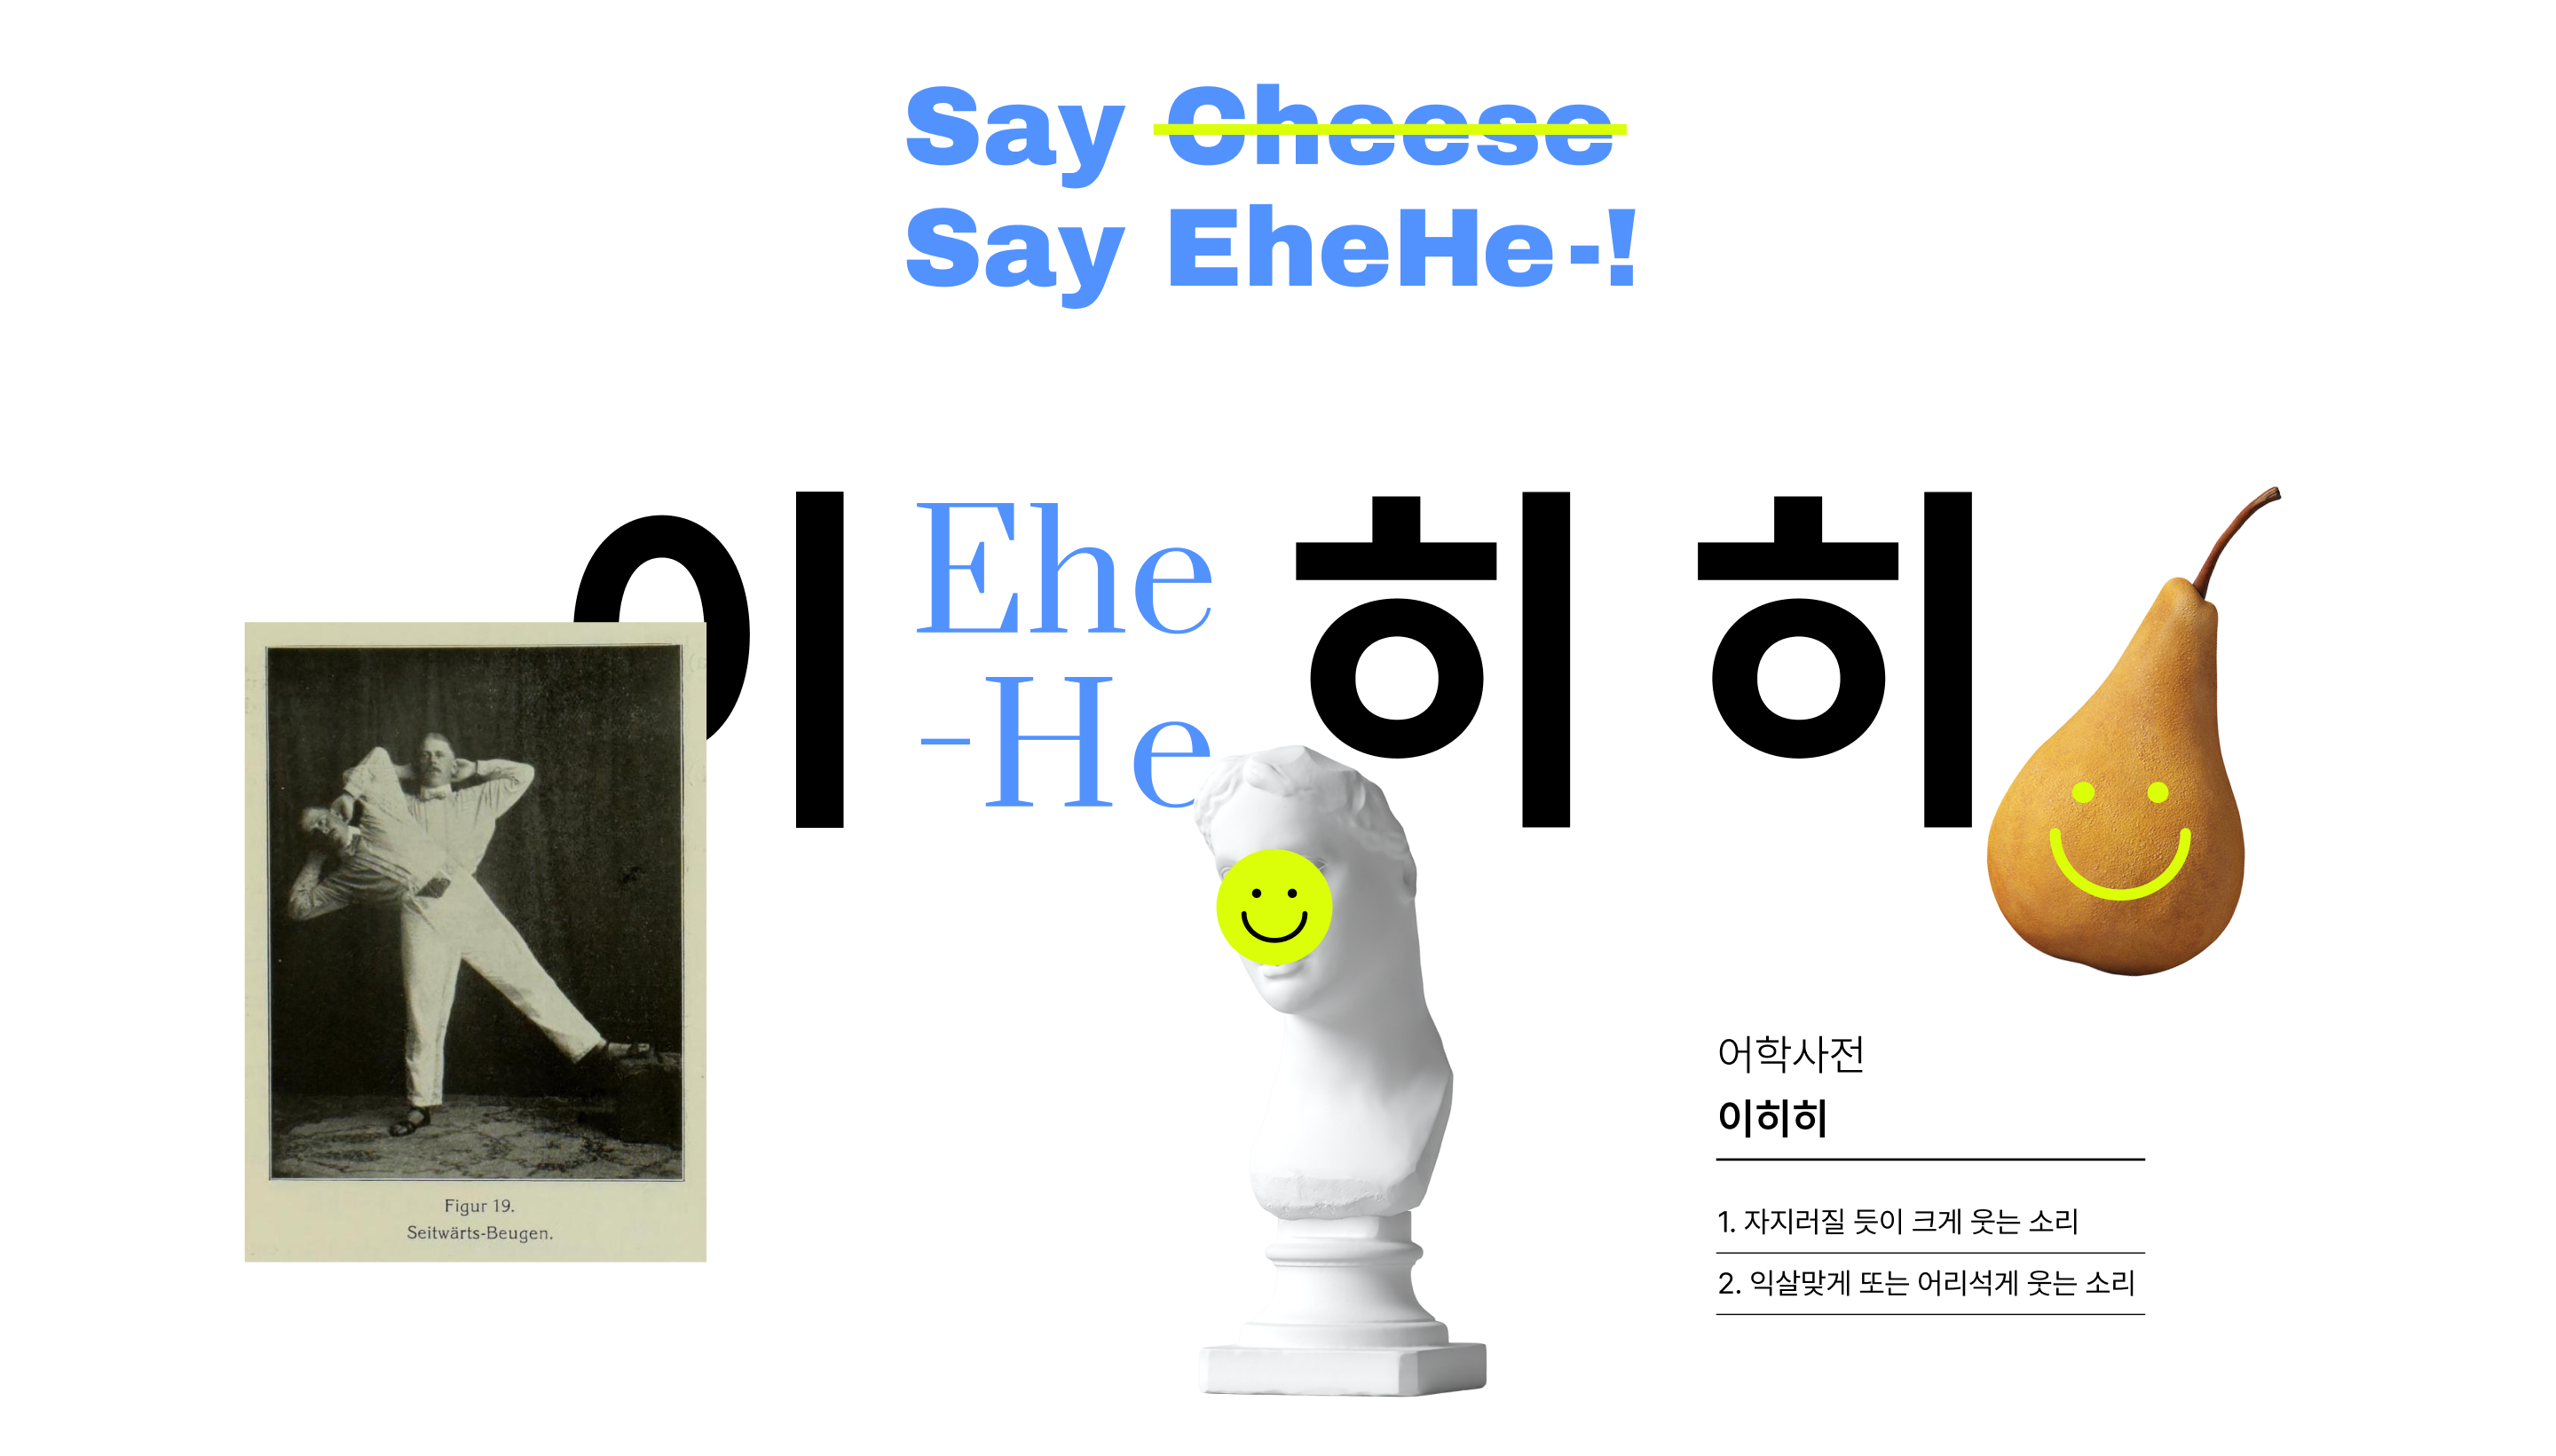 Say Cheese
Say EheHe-!
이히히
Ehe
-He
Figur 19.
Seitwärts-Beugen.
어학사전
이히히
1. 자지러질 듯이 크게 웃는 소리
2. 익살맞게 또는 어리석게 웃는 소리